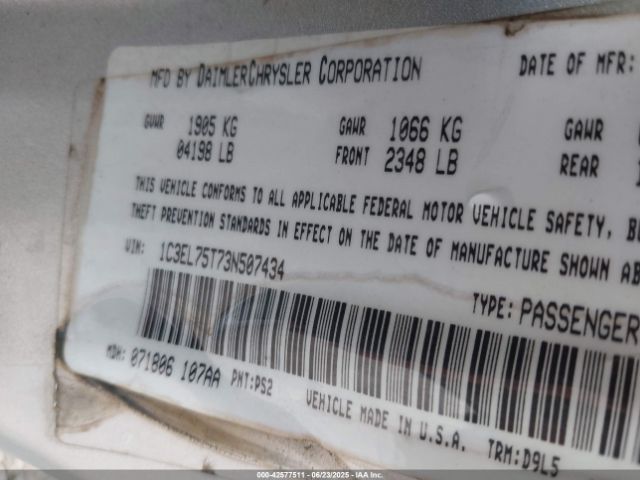 MFD BY DAIMLERCHRYSLER CORPORATION DATE OF MFR:
GVWR 1905 KG GAWR 1066 KG GAWR
04198 LB FRONT 2348 LB REAR
THIS VEHICLE CONFORMS TO ALL APPLICABLE FEDERAL MOTOR VEHICLE SAFETY,
THEFT PREVENTION STANDARDS IN EFFECT ON THE DATE OF MANUFACTURE SHOWN
VIN: 1C3EL75T73N507434
TYPE: PASSENGER
MDH: 071806 107AA PNT:PS2
VEHICLE MADE IN U.S.A. TRM:D9L5
000-42577511 - 06/23/2025 - IAAI.com